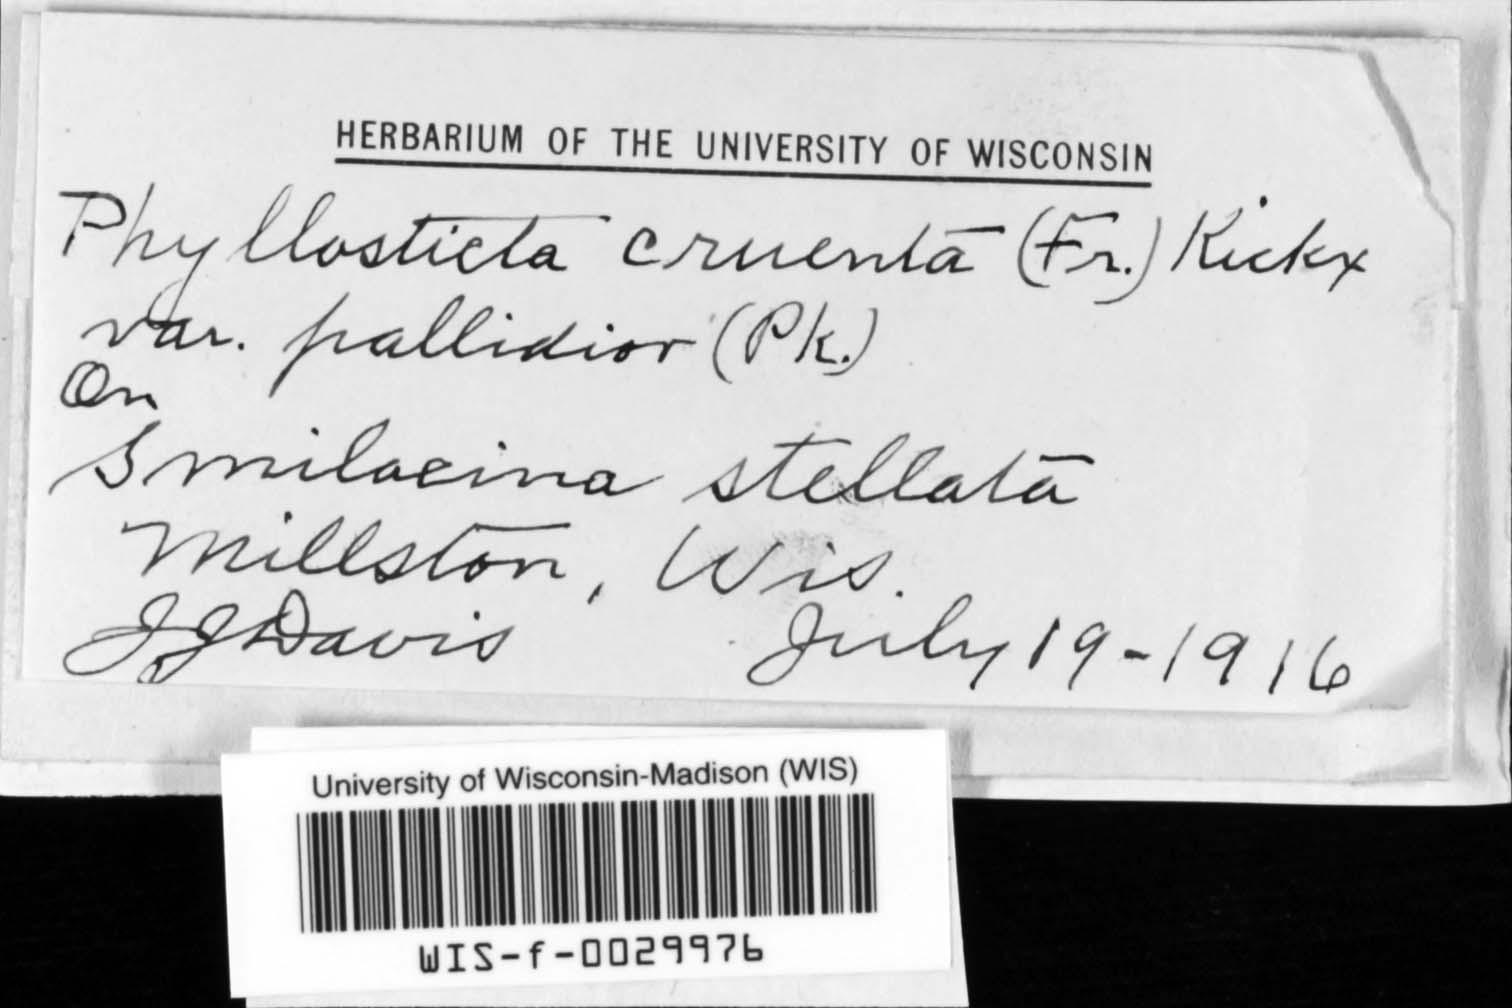 HERBARIUM OF THE UNIVERSITY OF WISCONSIN
Phyllosticta cruenta (Fr.) Kickx
var. pallidior (Pk.)
On
Smilacina stellata
Millston, Wis.
J J Davis July 19-1916
University of Wisconsin-Madison (WIS)
WIS-f-0029976